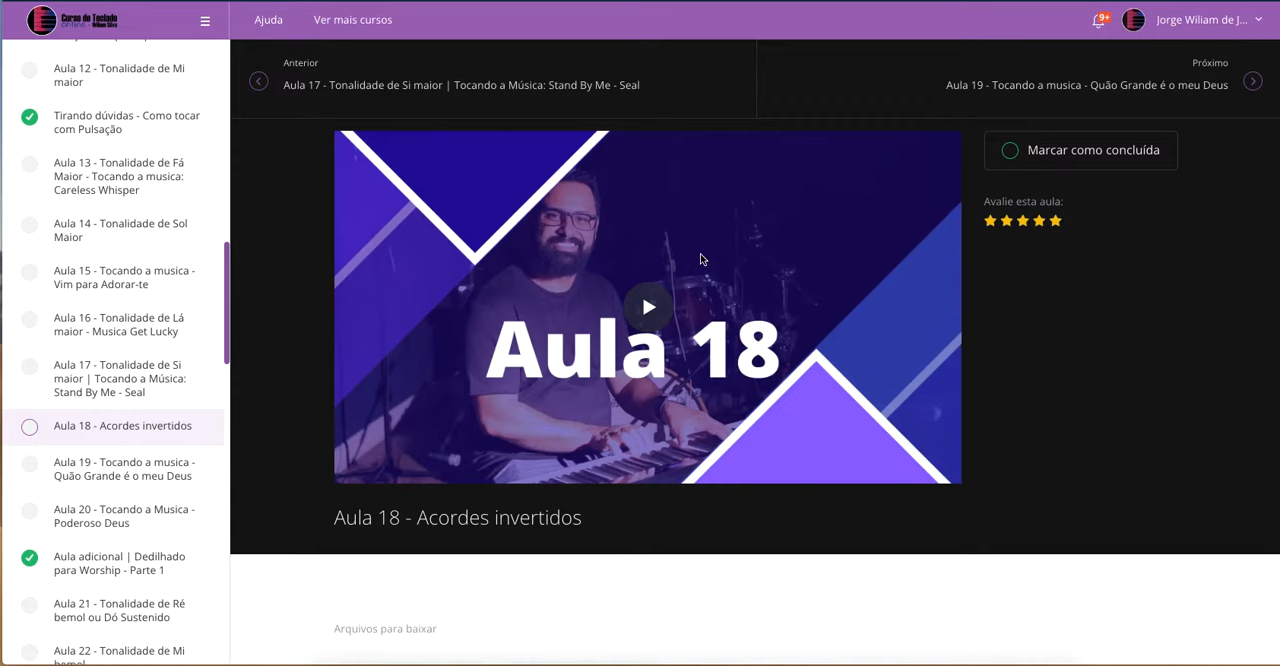 Curso de Teclado
Ajuda
Ver mais cursos
9+
Jorge Wiliam de J...
Aula 12 - Tonalidade de Mi
maior
Tirando dúvidas - Como tocar
com Pulsação
Aula 13 - Tonalidade de Fá
Maior - Tocando a musica:
Careless Whisper
Aula 14 - Tonalidade de Sol
Maior
Aula 15 - Tocando a musica -
Vim para Adorar-te
Aula 16 - Tonalidade de Lá
maior - Musica Get Lucky
Aula 17 - Tonalidade de Si
maior | Tocando a Música:
Stand By Me - Seal
Aula 18 - Acordes invertidos
Aula 19 - Tocando a musica -
Quão Grande é o meu Deus
Aula 20 - Tocando a Musica -
Poderoso Deus
Aula adicional | Dedilhado
para Worship - Parte 1
Aula 21 - Tonalidade de Ré
bemol ou Dó Sustenido
Aula 22 - Tonalidade de Mi
bemol
Anterior
Aula 17 - Tonalidade de Si maior | Tocando a Música: Stand By Me - Seal
Próximo
Aula 19 - Tocando a musica - Quão Grande é o meu Deus
Aula 18
Marcar como concluída
Avalie esta aula:
Aula 18 - Acordes invertidos
Arquivos para baixar